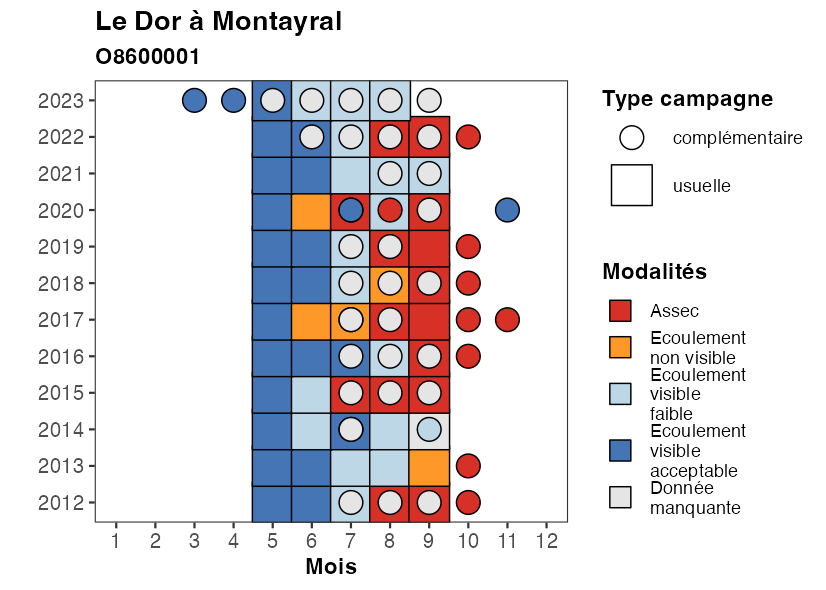 Le Dor à Montayral
O8600001
2023
2022
2021
2020
2019
2018
2017
2016
2015
2014
2013
2012
1 2 3 4 5 6 7 8 9 10 11 12
Mois
Type campagne
complémentaire
usuelle
Modalités
Assec
Ecoulement
non visible
Ecoulement
visible
faible
Ecoulement
visible
acceptable
Donnée
manquante